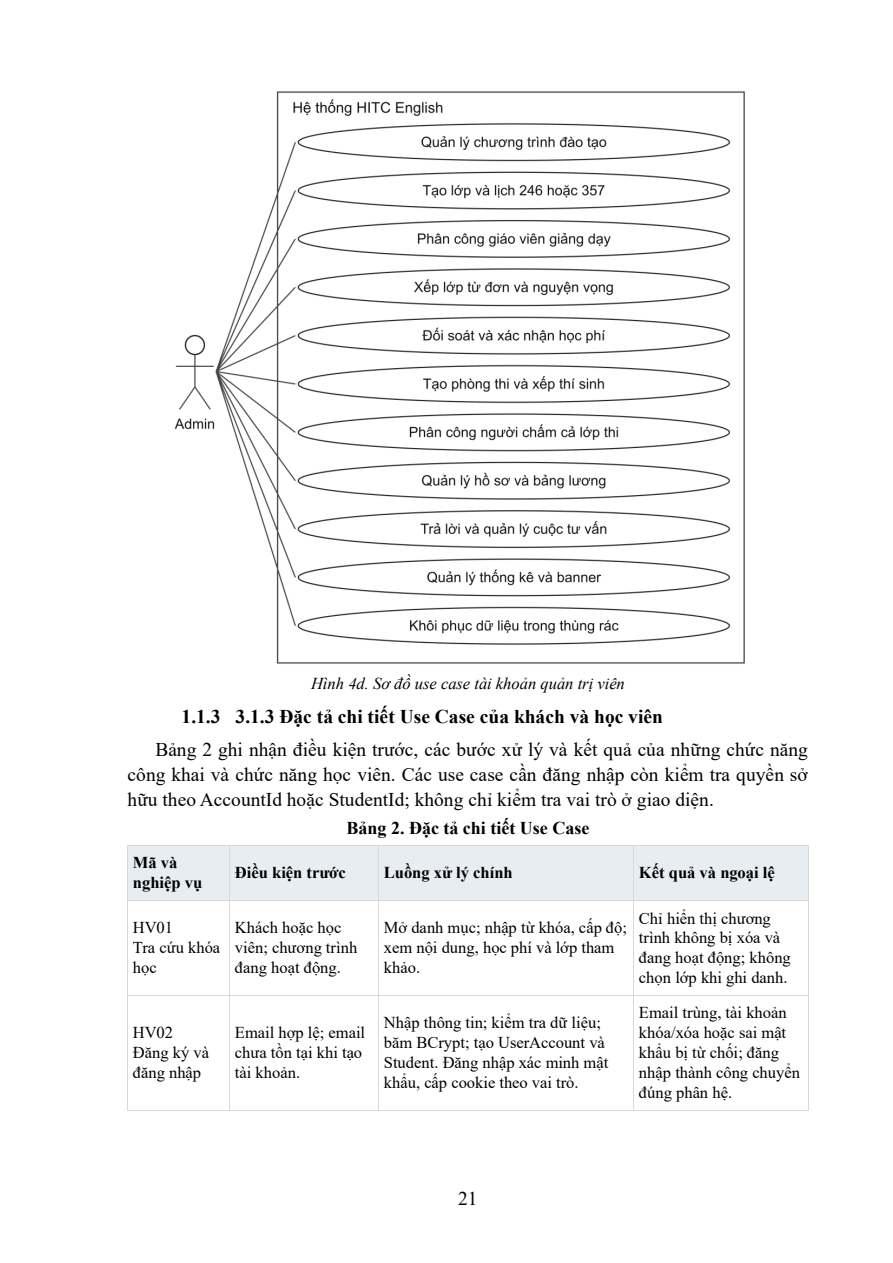 Hệ thống HITC English
Quản lý chương trình đào tạo
Tạo lớp và lịch 246 hoặc 357
Phân công giáo viên giảng dạy
Xếp lớp từ đơn và nguyện vọng
Đối soát và xác nhận học phí
Tạo phòng thi và xếp thí sinh
Phân công người chấm cả lớp thi
Quản lý hồ sơ và bảng lương
Trả lời và quản lý cuộc tư vấn
Quản lý thống kê và banner
Khôi phục dữ liệu trong thùng rác
Admin
Hình 4d. Sơ đồ use case tài khoản quản trị viên
1.1.3 3.1.3 Đặc tả chi tiết Use Case của khách và học viên
Bảng 2 ghi nhận điều kiện trước, các bước xử lý và kết quả của những chức năng
công khai và chức năng học viên. Các use case cần đăng nhập còn kiểm tra quyền sở
hữu theo AccountId hoặc StudentId; không chỉ kiểm tra vai trò ở giao diện.
Bảng 2. Đặc tả chi tiết Use Case
Mã và
nghiệp vụ
Điều kiện trước
Luồng xử lý chính
Kết quả và ngoại lệ
HV01
Tra cứu khóa
học
Khách hoặc học
viên; chương trình
đang hoạt động.
Mở danh mục; nhập từ khóa, cấp độ;
xem nội dung, học phí và lớp tham
khảo.
Chỉ hiển thị chương
trình không bị xóa và
đang hoạt động; không
chọn lớp khi ghi danh.
HV02
Đăng ký và
đăng nhập
Email hợp lệ; email
chưa tồn tại khi tạo
tài khoản.
Nhập thông tin; kiểm tra dữ liệu;
băm BCrypt; tạo UserAccount và
Student. Đăng nhập xác minh mật
khẩu, cấp cookie theo vai trò.
Email trùng, tài khoản
khóa/xóa hoặc sai mật
khẩu bị từ chối; đăng
nhập thành công chuyển
đúng phân hệ.
21